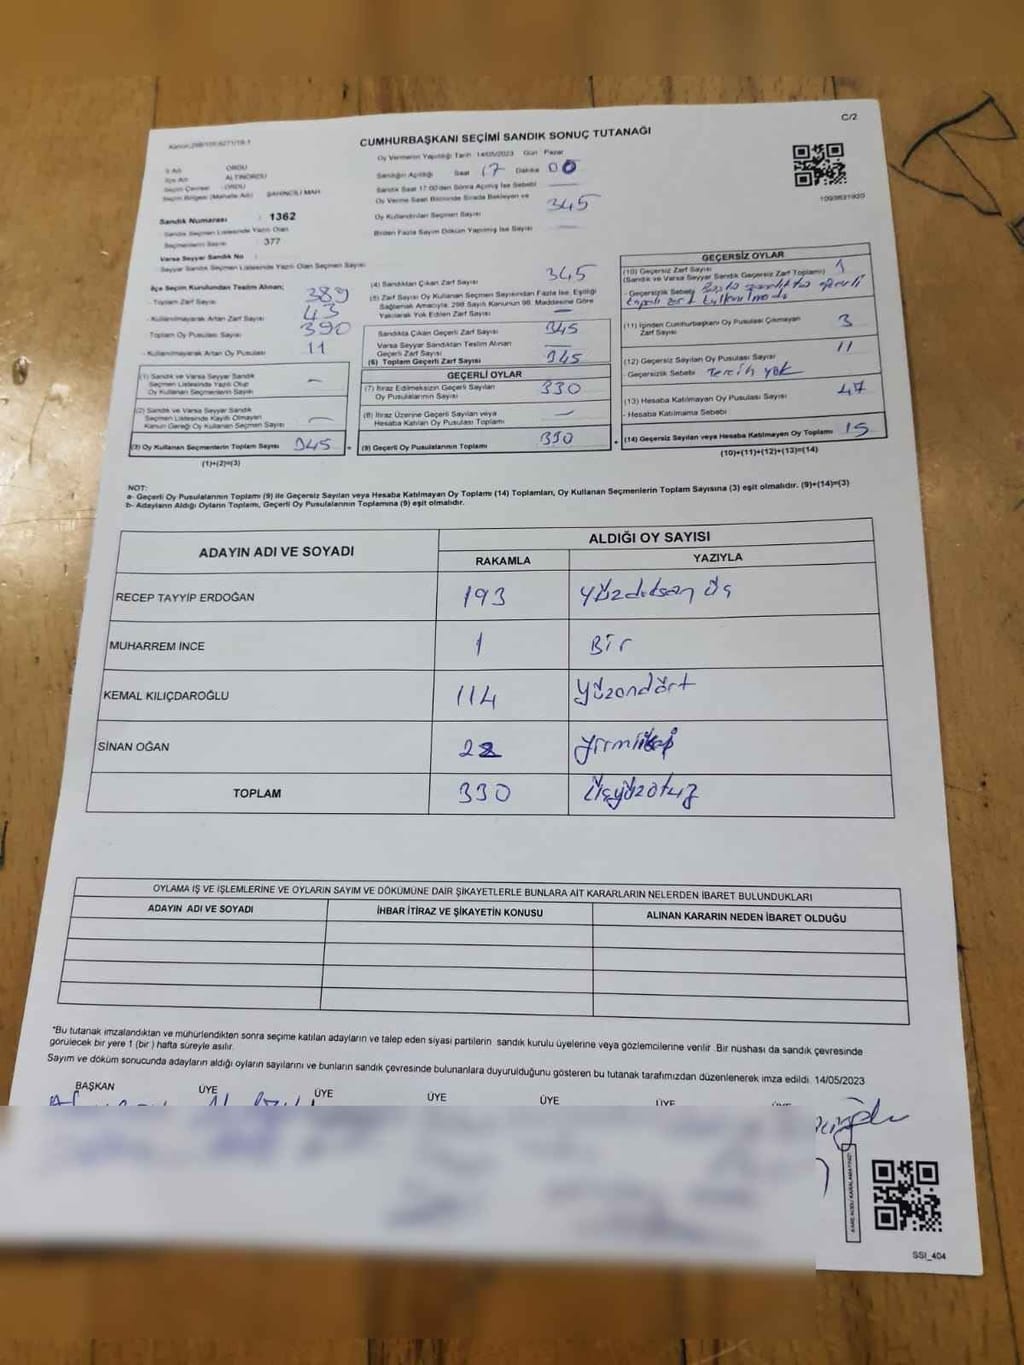 C/2
CUMHURBAŞKANI SEÇİMİ SANDIK SONUÇ TUTANAĞI
Oy Vermenin Yapıldığı Tarih 14/05/2023 Gün Pazar
Sandığın Açıldığı Saat 17 Dakika 00
Sandık Saat 17:00'den Sonra Açılmış İse Sebebi
Oy Verme Saati Bitiminde Sırada Bekleyen ve
Oy Kullandırılan Seçmen Sayısı 345
Birden Fazla Sayım Döküm Yapılmış İse Sayısı
1093631920
İl Adı ORDU
İlçe Adı ALTINORDU
Seçim Çevresi ORDU
Seçim Bölgesi (Mahalle Adı) ŞAHİNCİLİ MAH.
Sandık Numarası : 1362
Sandık Seçmen Listesinde Yazılı Olan
Seçmenlerin Sayısı : 377
Varsa Seyyar Sandık No :
Seyyar Sandık Seçmen Listesinde Yazılı Olan Seçmen Sayısı
İlçe Seçim Kurulundan Teslim Alınan;
- Toplam Zarf Sayısı 389
- Kullanılmayarak Artan Zarf Sayısı 43
Toplam Oy Pusulası Sayısı 390
- Kullanılmayarak Artan Oy Pusulası 11
(1) Sandık ve Varsa Seyyar Sandık
Seçmen Listesinde Yazılı Olup
Oy Kullanan Seçmenlerin Sayısı —
(2) Sandık ve Varsa Seyyar Sandık
Seçmen Listesinde Kayıtlı Olmayan
Kanun Gereği Oy Kullanan Seçmen Sayısı —
(3) Oy Kullanan Seçmenlerin Toplam Sayısı 345
(1)+(2)=(3)
(4) Sandıktan Çıkan Zarf Sayısı 345
(5) Zarf Sayısı Oy Kullanan Seçmen Sayısından Fazla İse, Eşitliği
Sağlamak Amacıyla, 298 Sayılı Kanunun 98. Maddesine Göre
Yakılarak Yok Edilen Zarf Sayısı —
Sandıkta Çıkan Geçerli Zarf Sayısı 345
Varsa Seyyar Sandıktan Teslim Alınan
Geçerli Zarf Sayısı —
(6) Toplam Geçerli Zarf Sayısı 345
GEÇERLİ OYLAR
(7) İtiraz Edilmeksizin Geçerli Sayılan
Oy Pusulalarının Sayısı 330
(8) İtiraz Üzerine Geçerli Sayılan veya
Hesaba Katılan Oy Pusulası Toplamı —
(9) Geçerli Oy Pusulalarının Toplamı 330
GEÇERSİZ OYLAR
(10) Geçersiz Zarf Sayısı
(Sandık ve Varsa Seyyar Sandık Geçersiz Zarf Toplamı) 1
- Geçersizlik Sebebi
(11) İçinden Cumhurbaşkanı Oy Pusulası Çıkmayan
Zarf Sayısı 3
(12) Geçersiz Sayılan Oy Pusulası Sayısı 11
- Geçersizlik Sebebi Tercih yok
(13) Hesaba Katılmayan Oy Pusulası Sayısı
- Hesaba Katılmama Sebebi
(14) Geçersiz Sayılan veya Hesaba Katılmayan Oy Toplamı 15
(10)+(11)+(12)+(13)=(14)
NOT:
a- Geçerli Oy Pusulalarının Toplamı (9) ile Geçersiz Sayılan veya Hesaba Katılmayan Oy Toplamı (14) Toplamları, Oy Kullanan Seçmenlerin Toplam Sayısına (3) eşit olmalıdır. (9)+(14)=(3)
b- Adayların Aldığı Oyların Toplamı, Geçerli Oy Pusulalarının Toplamına (9) eşit olmalıdır.
ADAYIN ADI VE SOYADI ALDIĞI OY SAYISI
RAKAMLA YAZIYLA
RECEP TAYYİP ERDOĞAN 193 Yüzdoksan Üç
MUHARREM İNCE 1 Bir
KEMAL KILIÇDAROĞLU 114 Yüzondört
SİNAN OĞAN 22 Yirmiiki
TOPLAM 330 Üçyüzotuz
OYLAMA İŞ VE İŞLEMLERİNE VE OYLARIN SAYIM VE DÖKÜMÜNE DAİR ŞİKAYETLERLE BUNLARA AİT KARARLARIN NELERDEN İBARET BULUNDUKLARI
ADAYIN ADI VE SOYADI İHBAR İTİRAZ VE ŞİKAYETİN KONUSU ALINAN KARARIN NEDEN İBARET OLDUĞU
*Bu tutanak imzalandıktan ve mühürlendikten sonra seçime katılan adayların ve talep eden siyasi partilerin sandık kurulu üyelerine veya gözlemcilerine verilir. Bir nüshası da sandık çevresinde
görülecek bir yere 1 (bir) hafta süreyle asılır.
Sayım ve döküm sonucunda adayların aldığı oyların sayılarını ve bunların sandık çevresinde bulunanlara duyurulduğunu gösteren bu tutanak tarafımızdan düzenlenerek imza edildi. 14/05/2023
BAŞKAN ÜYE ÜYE ÜYE ÜYE ÜYE
SSI_404